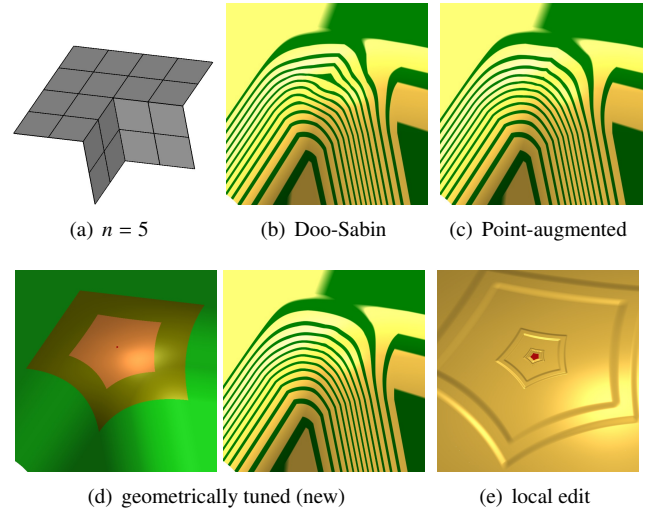 (a) n = 5
(b) Doo-Sabin
(c) Point-augmented
(d) geometrically tuned (new)
(e) local edit